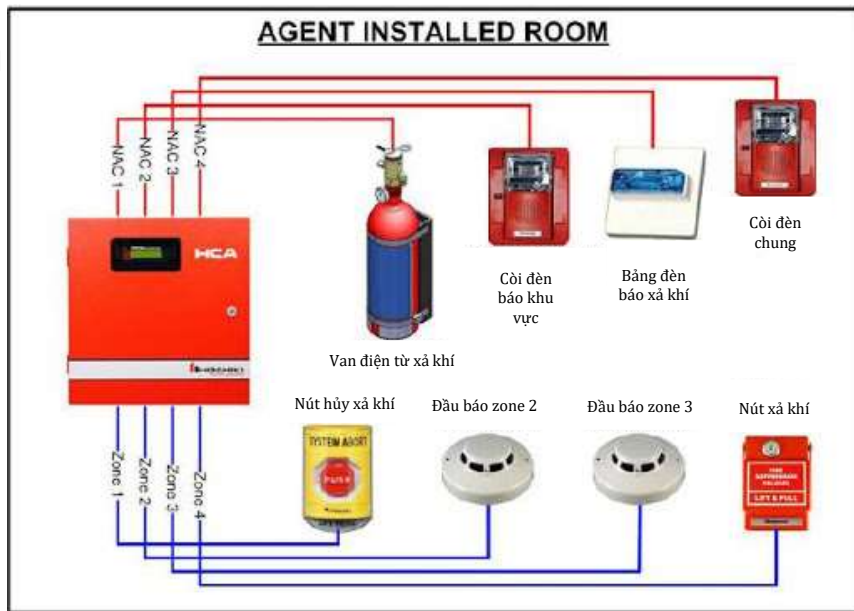 AGENT INSTALLED ROOM
NAC 1
NAC 2
NAC 3
NAC 4
HCA
Còi đèn
chung
Còi đèn
báo khu
vực
Bảng đèn
báo xả khí
Van điện từ xả khí
Nút hủy xả khí
Đầu báo zone 2
Đầu báo zone 3
Nút xả khí
SYSTEM ABORT
PUSH
FIRE
SUPPRESSION
RELEASE
LIFT & PULL
Zone 1
Zone 2
Zone 3
Zone 4